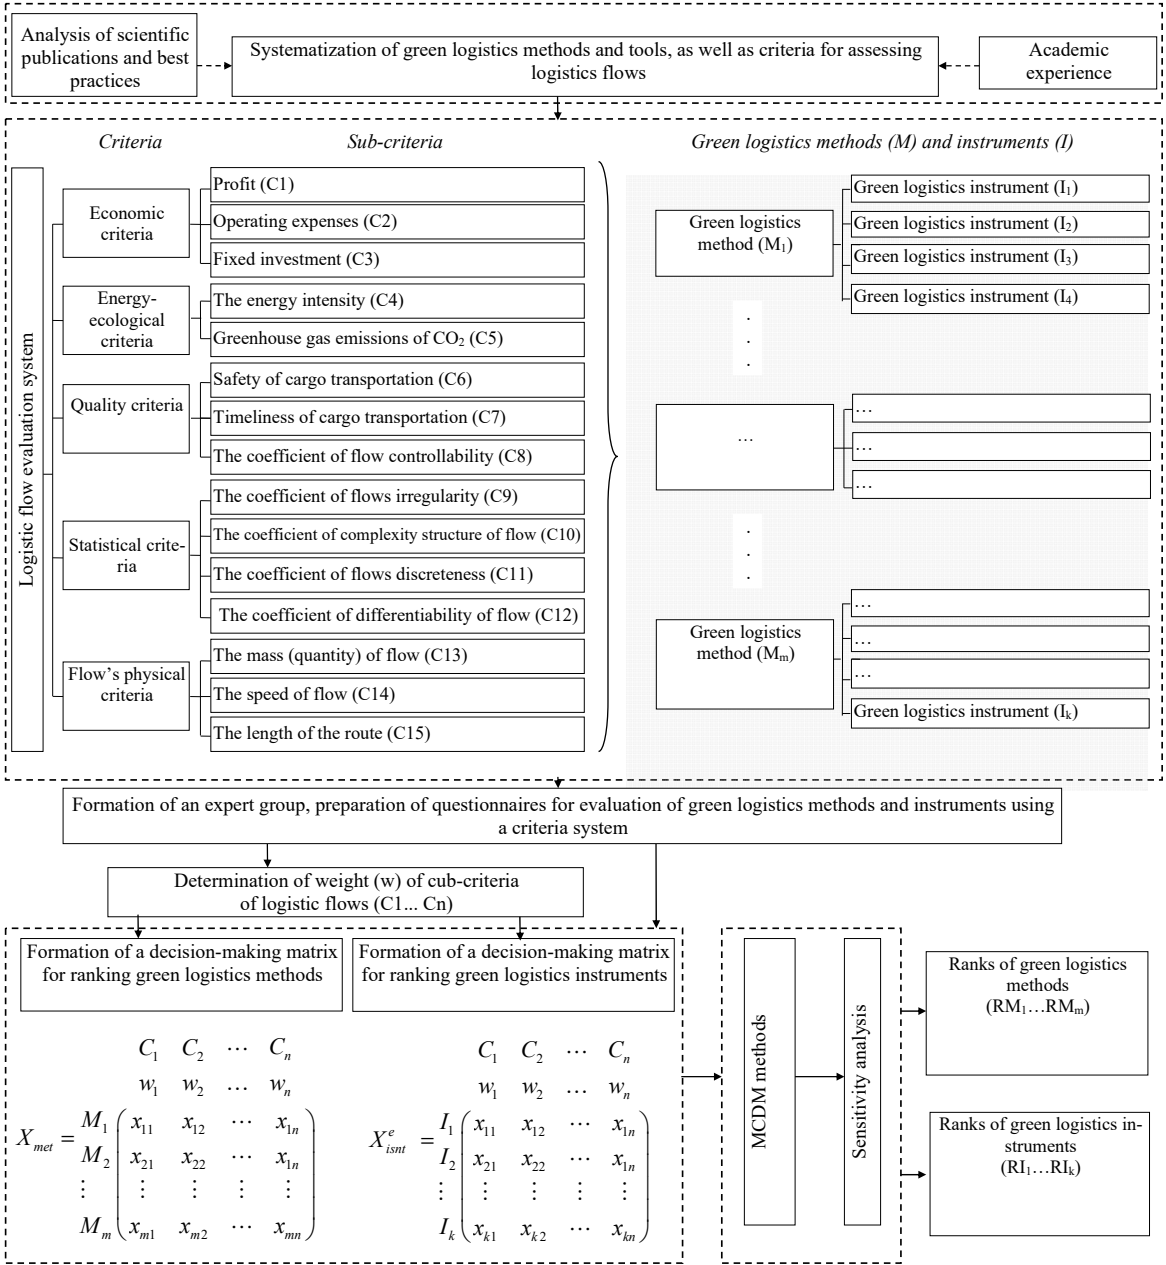 Analysis of scientific
publications and best
practices
Systematization of green logistics methods and tools, as well as criteria for assessing
logistics flows
Academic
experience
Criteria
Sub-criteria
Green logistics methods (M) and instruments (I)
Logistic flow evaluation system
Economic
criteria
Profit (C1)
Operating expenses (C2)
Fixed investment (C3)
Energy-
ecological
criteria
The energy intensity (C4)
Greenhouse gas emissions of CO₂ (C5)
Quality criteria
Safety of cargo transportation (C6)
Timeliness of cargo transportation (C7)
The coefficient of flow controllability (C8)
Statistical crite-
ria
The coefficient of flows irregularity (C9)
The coefficient of complexity structure of flow (C10)
The coefficient of flows discreteness (C11)
The coefficient of differentiability of flow (C12)
Flow’s physical
criteria
The mass (quantity) of flow (C13)
The speed of flow (C14)
The length of the route (C15)
Green logistics
method (M₁)
Green logistics instrument (I₁)
Green logistics instrument (I₂)
Green logistics instrument (I₃)
Green logistics instrument (I₄)
.
.
.
…
…
…
…
.
.
.
Green logistics
method (Mₘ)
…
…
…
Green logistics instrument (Iₖ)
Formation of an expert group, preparation of questionnaires for evaluation of green logistics methods and instruments using
a criteria system
Determination of weight (w) of cub-criteria
of logistic flows (C1... Cn)
Formation of a decision-making matrix
for ranking green logistics methods
C₁ C₂ ⋯ Cₙ
w₁ w₂ … wₙ
X_met = M₁ x₁₁ x₁₂ ⋯ x₁ₙ
M₂ x₂₁ x₂₂ ⋯ x₁ₙ
⋮ ⋮ ⋮ ⋮ ⋮
Mₘ xₘ₁ xₘ₂ ⋯ xₘₙ
Formation of a decision-making matrix
for ranking green logistics instruments
C₁ C₂ ⋯ Cₙ
w₁ w₂ … wₙ
X^e_isnt = I₁ x₁₁ x₁₂ ⋯ x₁ₙ
I₂ x₂₁ x₂₂ ⋯ x₁ₙ
⋮ ⋮ ⋮ ⋮ ⋮
Iₖ xₖ₁ xₖ₂ ⋯ xₖₙ
MCDM methods
Sensitivity analysis
Ranks of green logistics
methods
(RM₁…RMₘ)
Ranks of green logistics in-
struments
(RI₁…RIₖ)